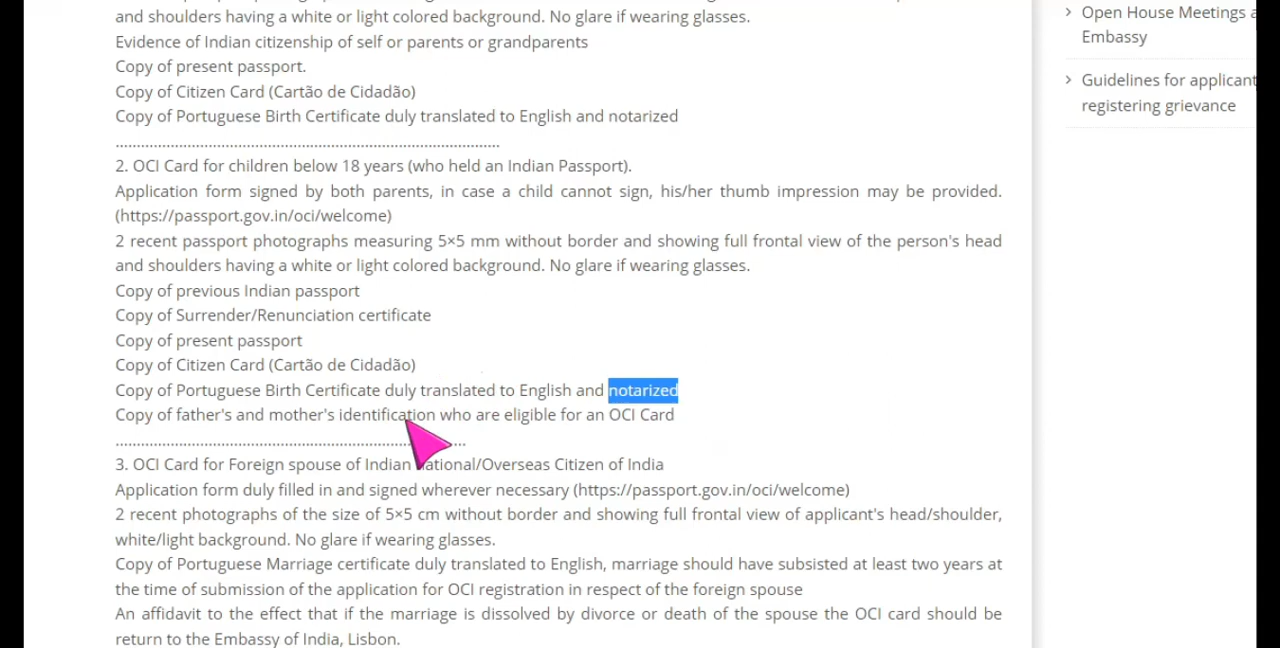 and shoulders having a white or light colored background. No glare if wearing glasses.
Evidence of Indian citizenship of self or parents or grandparents
Copy of present passport.
Copy of Citizen Card (Cartão de Cidadão)
Copy of Portuguese Birth Certificate duly translated to English and notarized
.........................................................................................
2. OCI Card for children below 18 years (who held an Indian Passport).
Application form signed by both parents, in case a child cannot sign, his/her thumb impression may be provided.
(https://passport.gov.in/oci/welcome)
2 recent passport photographs measuring 5×5 mm without border and showing full frontal view of the person's head
and shoulders having a white or light colored background. No glare if wearing glasses.
Copy of previous Indian passport
Copy of Surrender/Renunciation certificate
Copy of present passport
Copy of Citizen Card (Cartão de Cidadão)
Copy of Portuguese Birth Certificate duly translated to English and notarized
Copy of father's and mother's identification who are eligible for an OCI Card
.................................................................................
3. OCI Card for Foreign spouse of Indian National/Overseas Citizen of India
Application form duly filled in and signed wherever necessary (https://passport.gov.in/oci/welcome)
2 recent photographs of the size of 5×5 cm without border and showing full frontal view of applicant's head/shoulder,
white/light background. No glare if wearing glasses.
Copy of Portuguese Marriage certificate duly translated to English, marriage should have subsisted at least two years at
the time of submission of the application for OCI registration in respect of the foreign spouse
An affidavit to the effect that if the marriage is dissolved by divorce or death of the spouse the OCI card should be
return to the Embassy of India, Lisbon.
Open House Meetings
Embassy
Guidelines for applicant
registering grievance